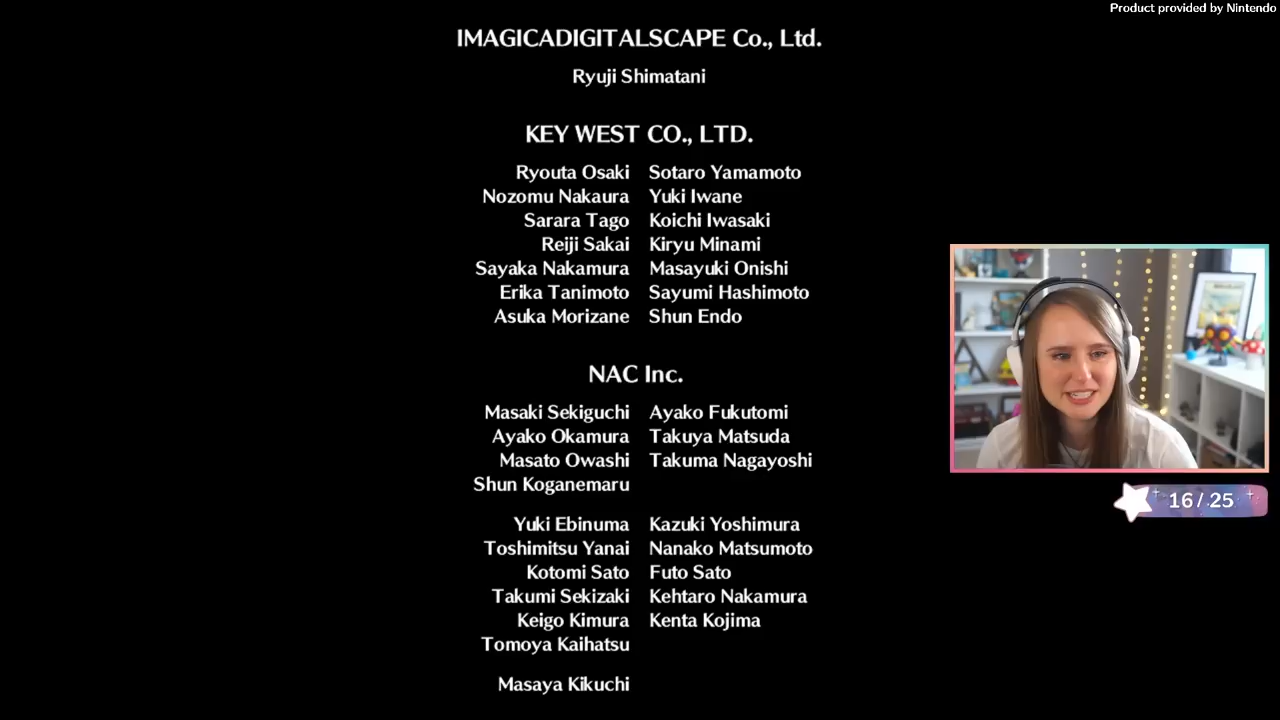 Product provided by Nintendo
IMAGICADIGITALSCAPE Co., Ltd.
Ryuji Shimatani
KEY WEST CO., LTD.
Ryouta Osaki Sotaro Yamamoto
Nozomu Nakaura Yuki Iwane
Sarara Tago Koichi Iwasaki
Reiji Sakai Kiryu Minami
Sayaka Nakamura Masayuki Onishi
Erika Tanimoto Sayumi Hashimoto
Asuka Morizane Shun Endo
NAC Inc.
Masaki Sekiguchi Ayako Fukutomi
Ayako Okamura Takuya Matsuda
Masato Owashi Takuma Nagayoshi
Shun Koganemaru
Yuki Ebinuma Kazuki Yoshimura
Toshimitsu Yanai Nanako Matsumoto
Kotomi Sato Futo Sato
Takumi Sekizaki Kehtaro Nakamura
Keigo Kimura Kenta Kojima
Tomoya Kaihatsu
Masaya Kikuchi
16/25